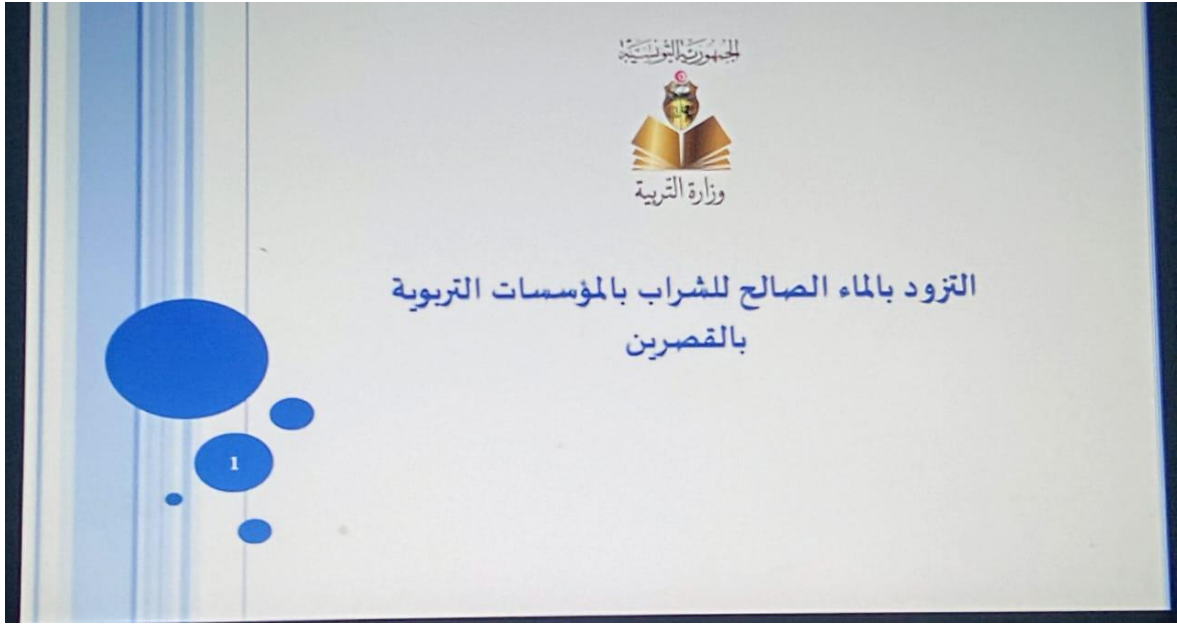 الجمهورية التونسية
وزارة التربية
التزود بالماء الصالح للشراب بالمؤسسات التربوية
بالقصرين
1